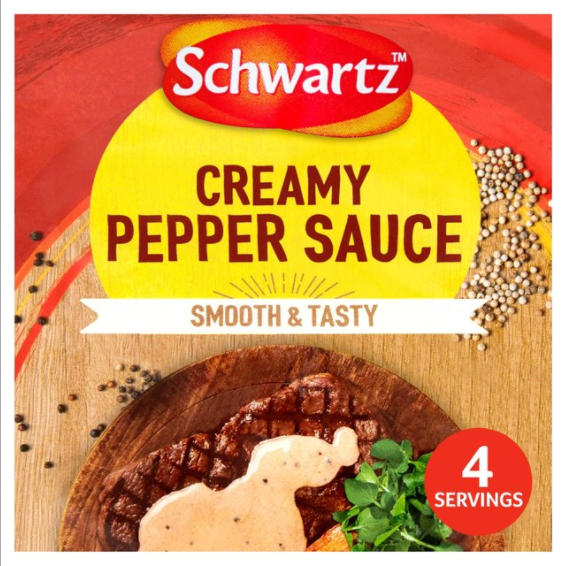 Schwartz™
CREAMY
PEPPER SAUCE
SMOOTH & TASTY
4
SERVINGS